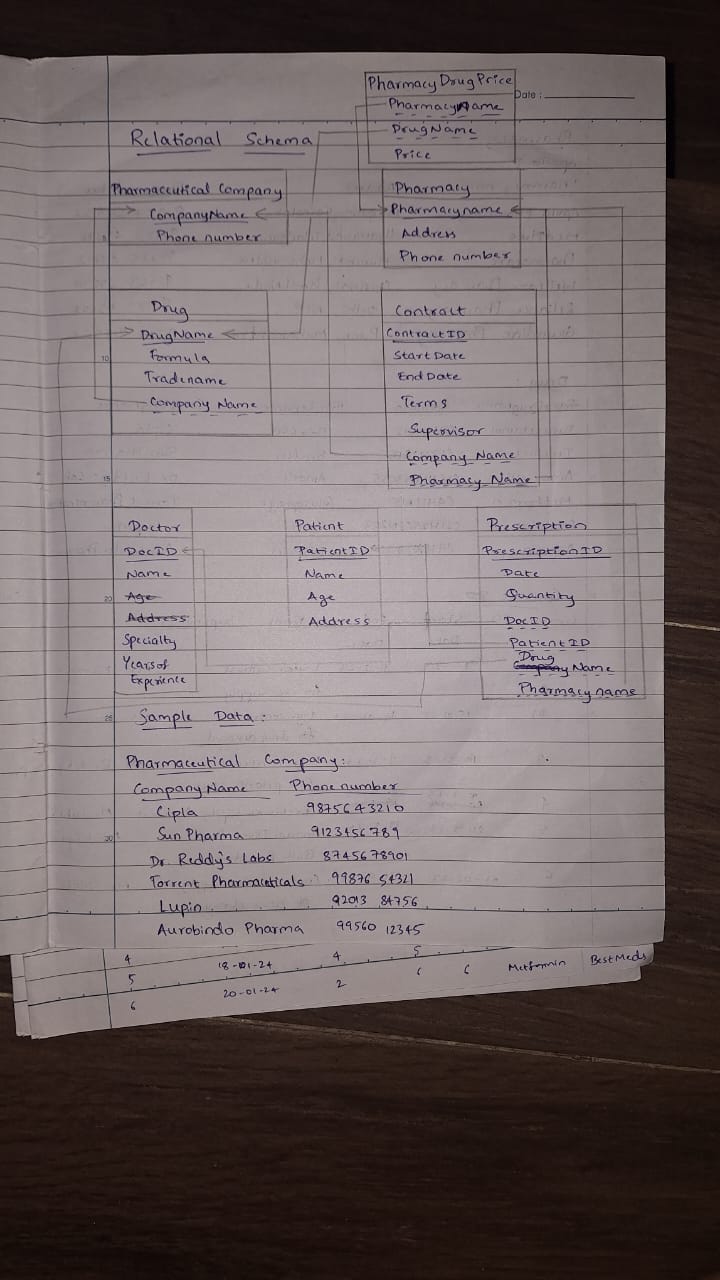 Pharmacy Drug Price
Pharmacyname
Date :
DrugName
Price
Relational Schema
Pharmaceutical Company
CompanyName
Phone number
Pharmacy
Pharmacyname
Address
Phone number
Drug
DrugName
Formula
Tradename
Company Name
Contract
ContractID
Start Date
End Date
Terms
Supervisor
Company Name
Pharmacy Name
Doctor
DocID
Name
Age
Address
Specialty
Years of
Experience
Patient
PatientID
Name
Age
Address
Prescription
PrescriptionID
Date
Quantity
DocID
PatientID
Drug
Company Name
Pharmacy name
Sample Data :
Pharmaceutical Company:
Company Name Phone number
Cipla 9875643210
Sun Pharma 9123456789
Dr. Reddy's Labs 8745678901
Torrent Pharmaceuticals 99876 54321
Lupin 92013 84756
Aurobindo Pharma 99560 12345
4 18-01-24 4 5
5 20-01-24 2 6 Metformin BestMeds
6